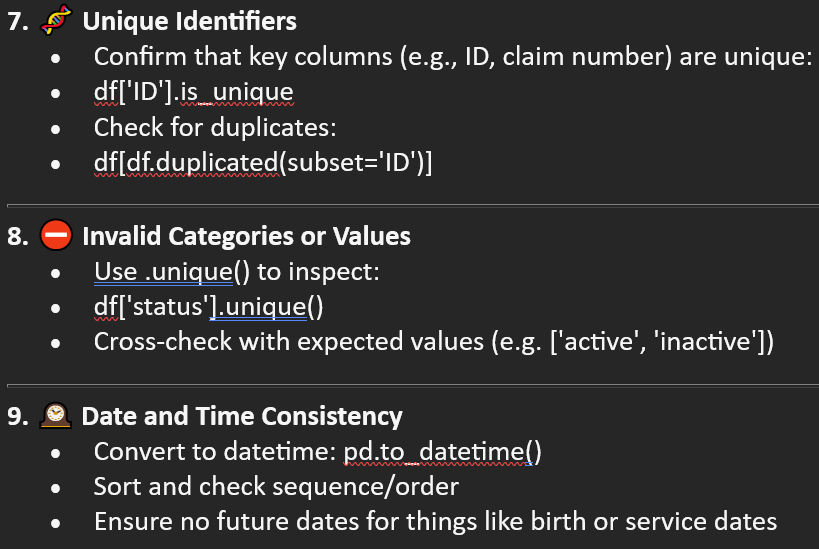 7. 🧬 Unique Identifiers
• Confirm that key columns (e.g., ID, claim number) are unique:
• df['ID'].is_unique
• Check for duplicates:
• df[df.duplicated(subset='ID')]
8. ⛔ Invalid Categories or Values
• Use .unique() to inspect:
• df['status'].unique()
• Cross-check with expected values (e.g. ['active', 'inactive'])
9. 🕰️ Date and Time Consistency
• Convert to datetime: pd.to_datetime()
• Sort and check sequence/order
• Ensure no future dates for things like birth or service dates